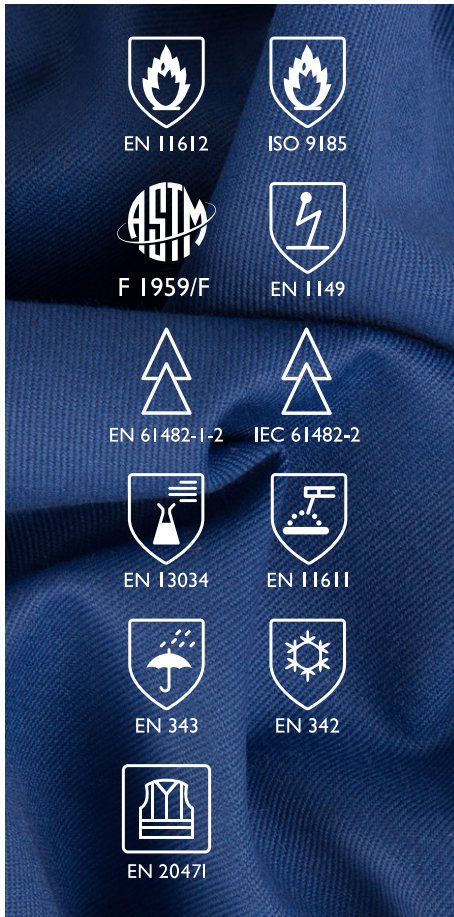 EN 11612
ISO 9185
ASTM
F 1959/F
EN 1149
EN 61482-1-2
IEC 61482-2
EN 13034
EN 11611
EN 343
EN 342
EN 20471